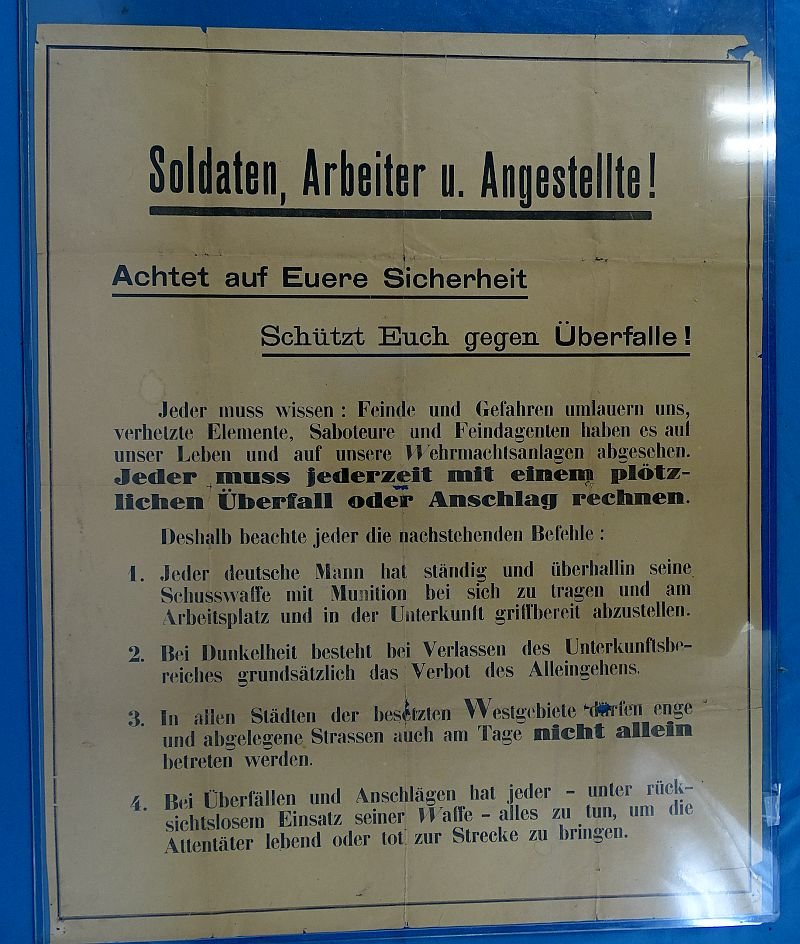 Soldaten, Arbeiter u. Angestellte!
Achtet auf Euere Sicherheit
Schützt Euch gegen Überfalle!
Jeder muss wissen: Feinde und Gefahren umlauern uns,
verhetzte Elemente, Saboteure und Feindagenten haben es auf
unser Leben und auf unsere Wehrmachtsanlagen abgesehen.
Jeder muss jederzeit mit einem plötz-
lichen Überfall oder Anschlag rechnen.
Deshalb beachte jeder die nachstehenden Befehle:
1. Jeder deutsche Mann hat ständig und überhallin seine
Schusswaffe mit Munition bei sich zu tragen und am
Arbeitsplatz und in der Unterkunft griffbereit abzustellen.
2. Bei Dunkelheit besteht bei Verlassen des Unterkunftsbe-
reiches grundsätzlich das Verbot des Alleingehens.
3. In allen Städten der besetzten Westgebiete dürfen enge
und abgelegene Strassen auch am Tage nicht allein
betreten werden.
4. Bei Überfällen und Anschlägen hat jeder - unter rück-
sichtslosem Einsatz seiner Waffe - alles zu tun, um die
Attentäter lebend oder tot zur Strecke zu bringen.